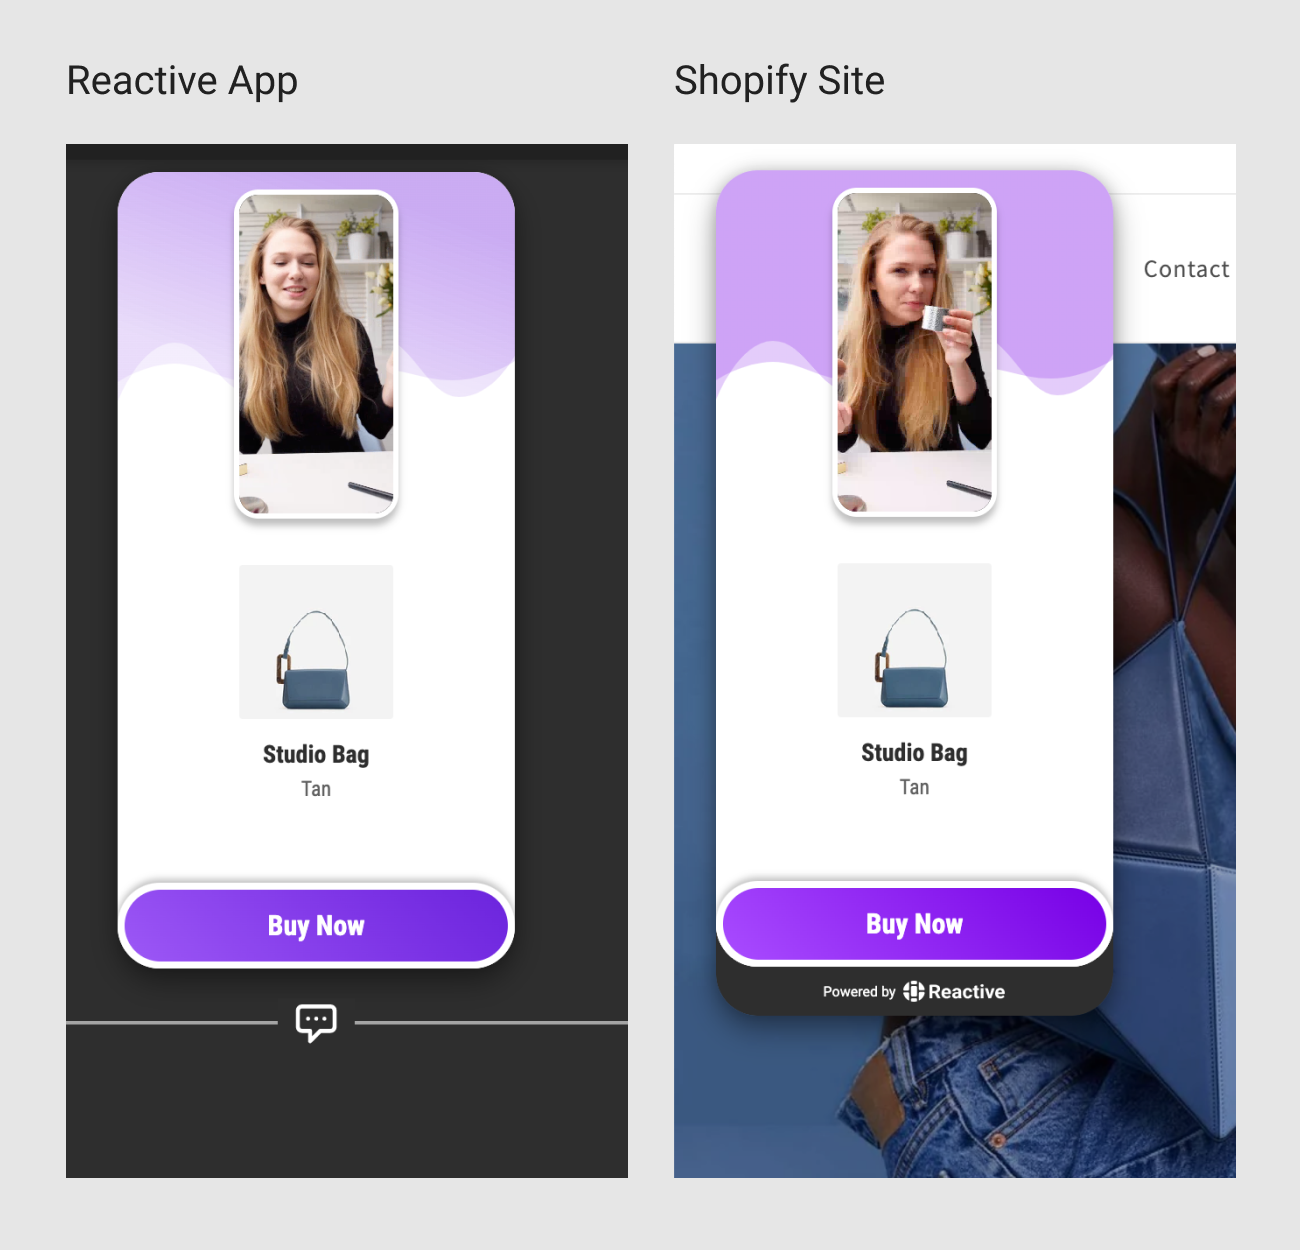 Reactive App
Shopify Site
Studio Bag
Tan
Buy Now
Contact
Studio Bag
Tan
Buy Now
Powered by Reactive